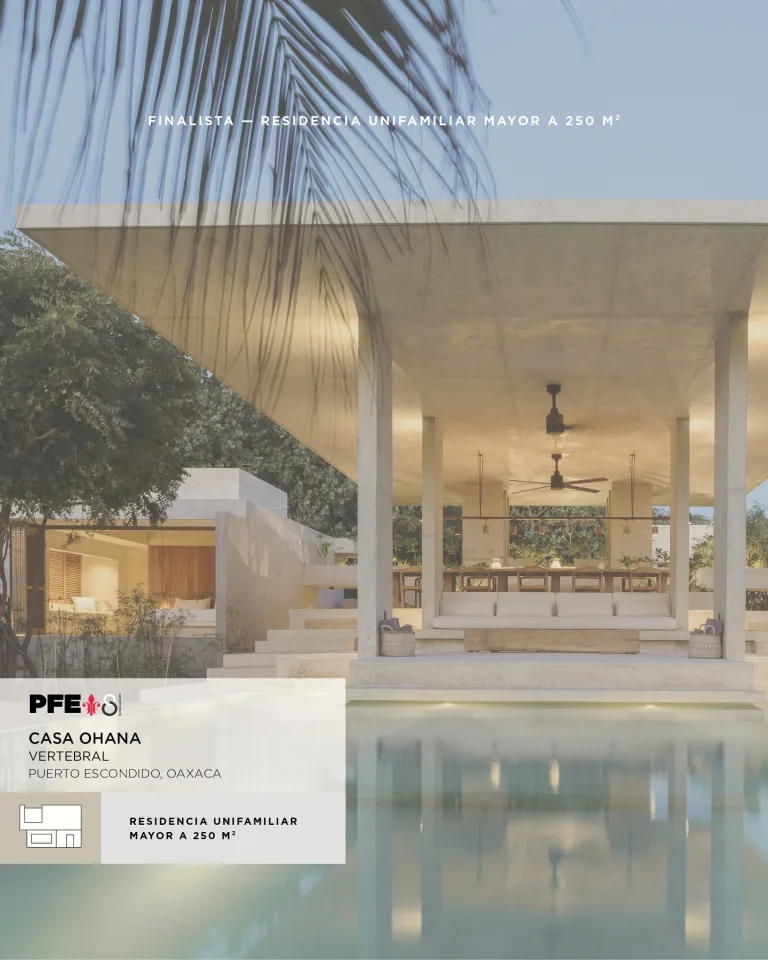 FINALISTA — RESIDENCIA UNIFAMILIAR MAYOR A 250 M²
PFE
CASA OHANA
VERTEBRAL
PUERTO ESCONDIDO, OAXACA
RESIDENCIA UNIFAMILIAR
MAYOR A 250 M²